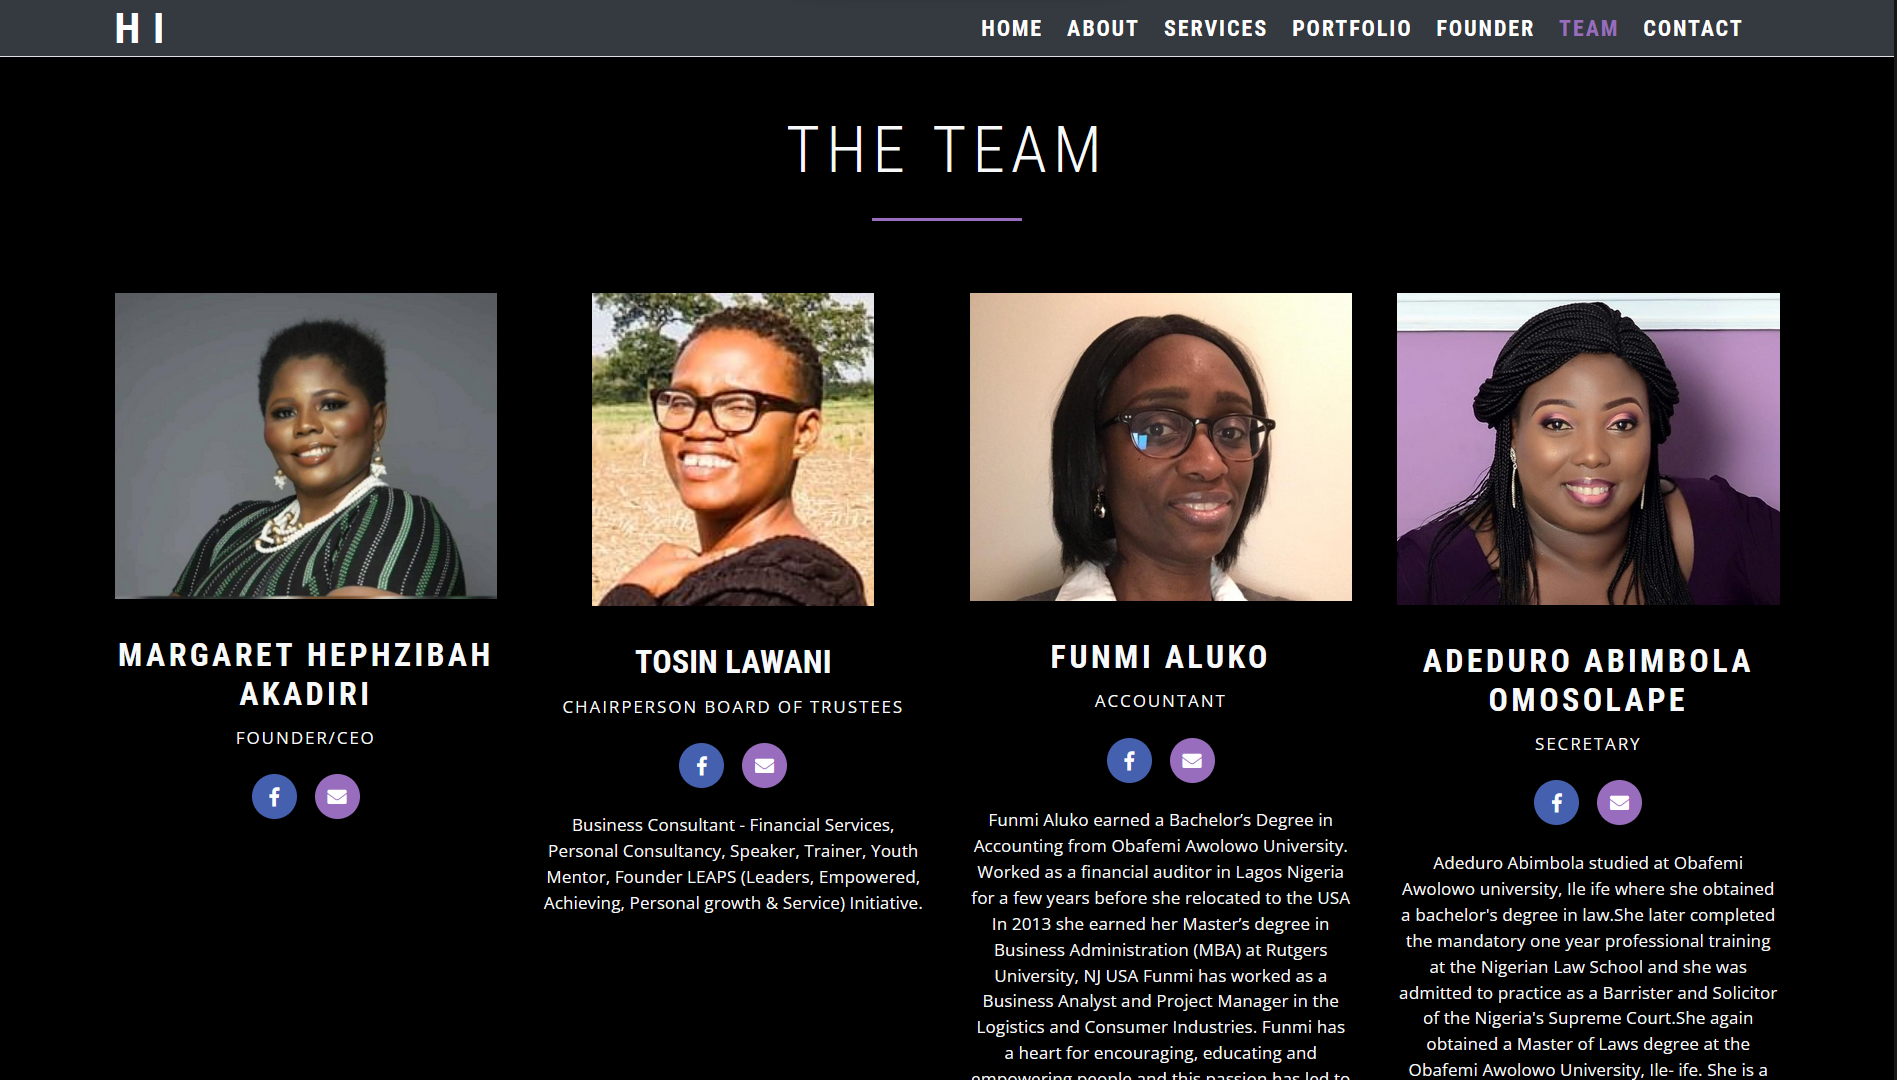 H I
HOME ABOUT SERVICES PORTFOLIO FOUNDER TEAM CONTACT
THE TEAM
MARGARET HEPHZIBAH
AKADIRI
FOUNDER/CEO
TOSIN LAWANI
CHAIRPERSON BOARD OF TRUSTEES
Business Consultant - Financial Services,
Personal Consultancy, Speaker, Trainer, Youth
Mentor, Founder LEAPS (Leaders, Empowered,
Achieving, Personal growth & Service) Initiative.
FUNMI ALUKO
ACCOUNTANT
Funmi Aluko earned a Bachelor’s Degree in
Accounting from Obafemi Awolowo University.
Worked as a financial auditor in Lagos Nigeria
for a few years before she relocated to the USA
In 2013 she earned her Master’s degree in
Business Administration (MBA) at Rutgers
University, NJ USA Funmi has worked as a
Business Analyst and Project Manager in the
Logistics and Consumer Industries. Funmi has
a heart for encouraging, educating and
empowering people and this passion has led to
ADEDURO ABIMBOLA
OMOSOLAPE
SECRETARY
Adeduro Abimbola studied at Obafemi
Awolowo university, Ile ife where she obtained
a bachelor's degree in law.She later completed
the mandatory one year professional training
at the Nigerian Law School and she was
admitted to practice as a Barrister and Solicitor
of the Nigeria's Supreme Court.She again
obtained a Master of Laws degree at the
Obafemi Awolowo University, Ile- ife. She is a